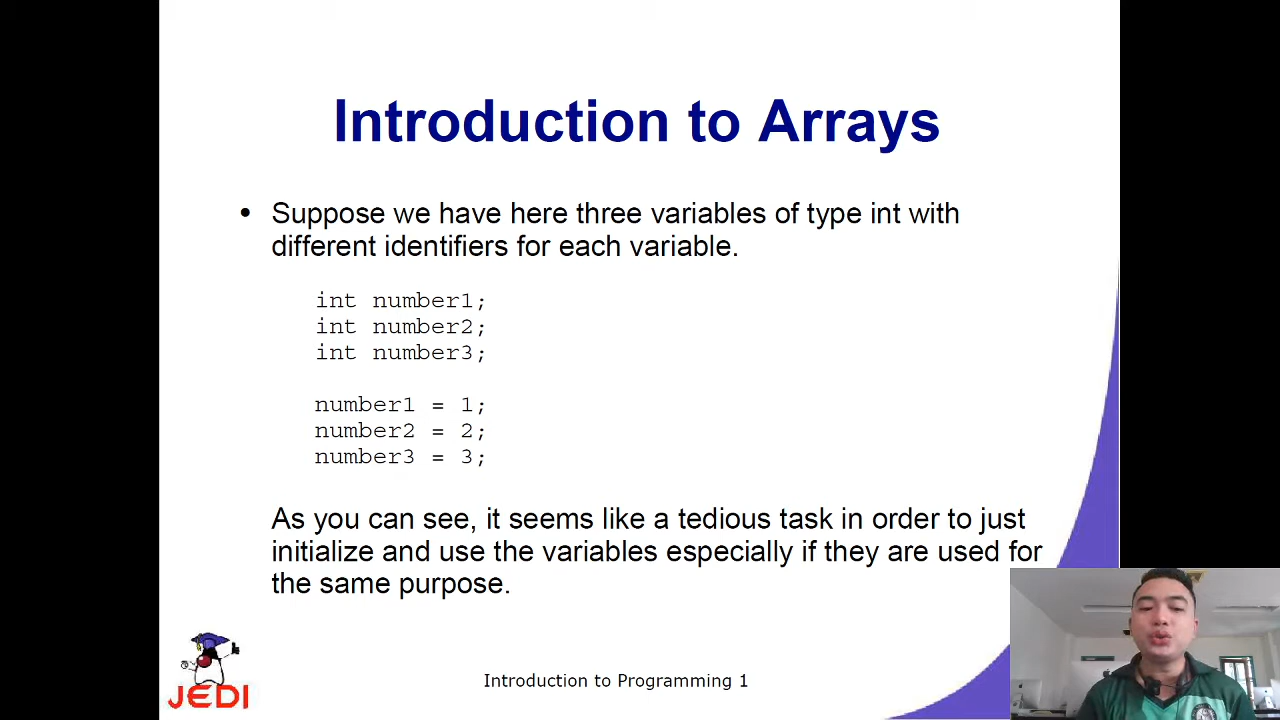 Introduction to Arrays
• Suppose we have here three variables of type int with
different identifiers for each variable.
int number1;
int number2;
int number3;
number1 = 1;
number2 = 2;
number3 = 3;
As you can see, it seems like a tedious task in order to just
initialize and use the variables especially if they are used for
the same purpose.
JEDI
Introduction to Programming 1